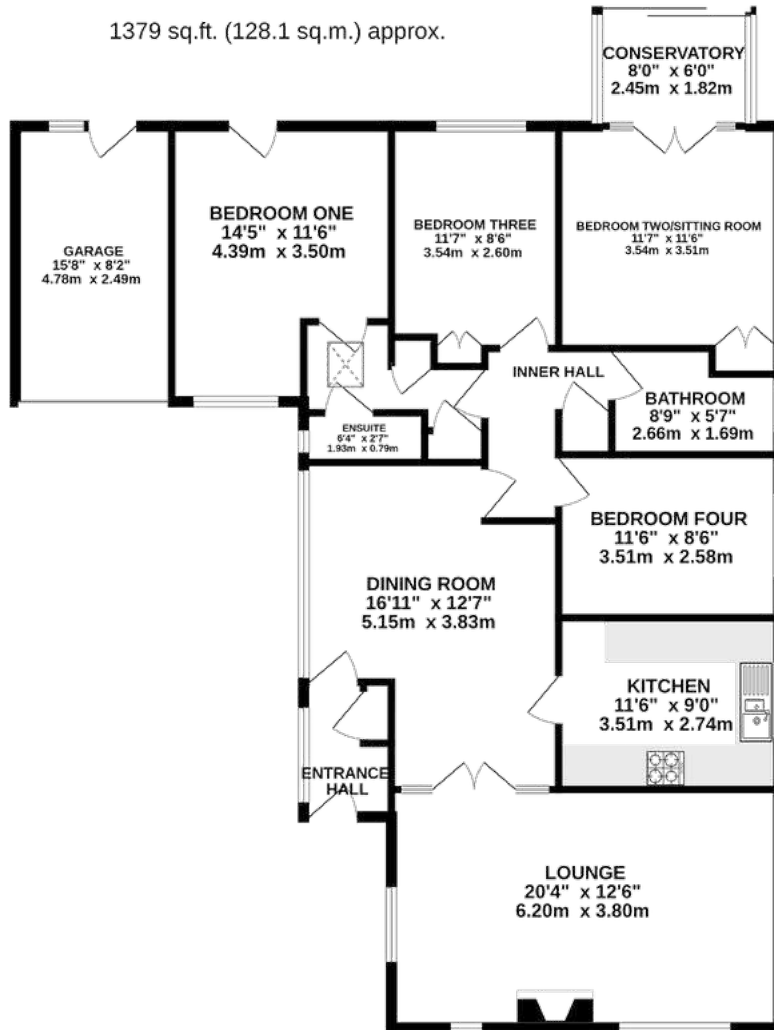 1379 sq.ft. (128.1 sq.m.) approx.
CONSERVATORY
8'0" x 6'0"
2.45m x 1.82m
GARAGE
15'8" x 8'2"
4.78m x 2.49m
BEDROOM ONE
14'5" x 11'6"
4.39m x 3.50m
BEDROOM THREE
11'7" x 8'6"
3.54m x 2.60m
BEDROOM TWO/SITTING ROOM
11'7" x 11'6"
3.54m x 3.51m
INNER HALL
BATHROOM
8'9" x 5'7"
2.66m x 1.69m
ENSUITE
6'4" x 2'7"
1.93m x 0.79m
BEDROOM FOUR
11'6" x 8'6"
3.51m x 2.58m
DINING ROOM
16'11" x 12'7"
5.15m x 3.83m
KITCHEN
11'6" x 9'0"
3.51m x 2.74m
ENTRANCE
HALL
LOUNGE
20'4" x 12'6"
6.20m x 3.80m